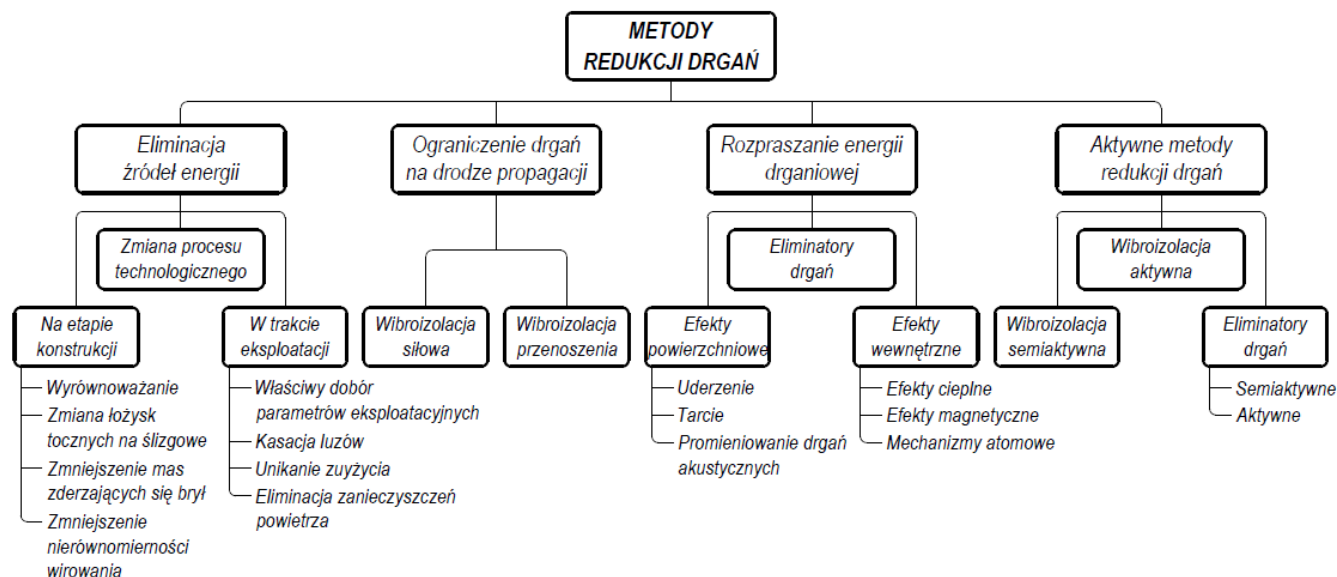 METODY
REDUKCJI DRGAŃ
Eliminacja
źródeł energii
Ograniczenie drgań
na drodze propagacji
Rozpraszanie energii
drganiowej
Aktywne metody
redukcji drgań
Zmiana procesu
technologicznego
Eliminatory
drgań
Wibroizolacja
aktywna
Na etapie
konstrukcji
W trakcie
eksploatacji
Wibroizolacja
siłowa
Wibroizolacja
przenoszenia
Efekty
powierzchniowe
Efekty
wewnętrzne
Wibroizolacja
semiaktywna
Eliminatory
drgań
Wyrównoważanie
Zmiana łożysk
tocznych na ślizgowe
Zmniejszenie mas
zderzających się brył
Zmniejszenie
nierównomierności
wirowania
Właściwy dobór
parametrów eksploatacyjnych
Kasacja luzów
Unikanie zuyżycia
Eliminacja zanieczyszczeń
powietrza
Uderzenie
Tarcie
Promieniowanie drgań
akustycznych
Efekty cieplne
Efekty magnetyczne
Mechanizmy atomowe
Semiaktywne
Aktywne